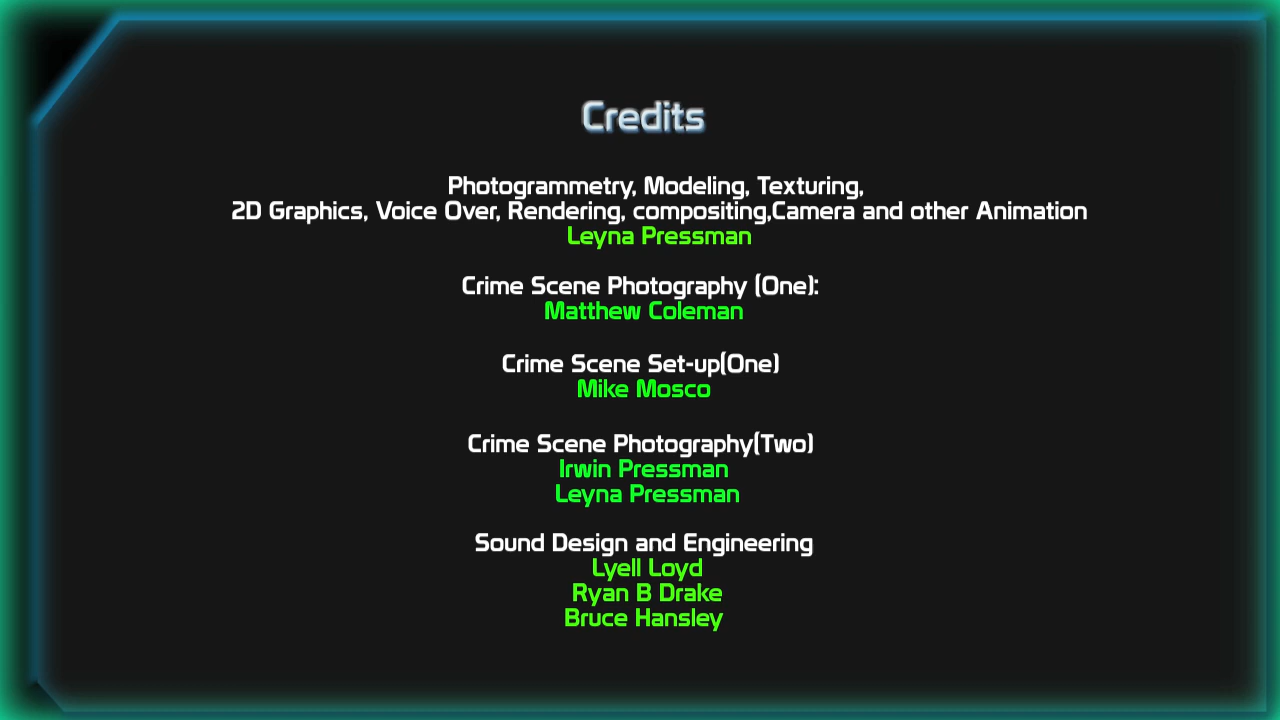 Credits
Photogrammetry, Modeling, Texturing,
2D Graphics, Voice Over, Rendering, compositing,Camera and other Animation
Leyna Pressman
Crime Scene Photography (One):
Matthew Coleman
Crime Scene Set-up(One)
Mike Mosco
Crime Scene Photography(Two)
Irwin Pressman
Leyna Pressman
Sound Design and Engineering
Lyell Loyd
Ryan B Drake
Bruce Hansley